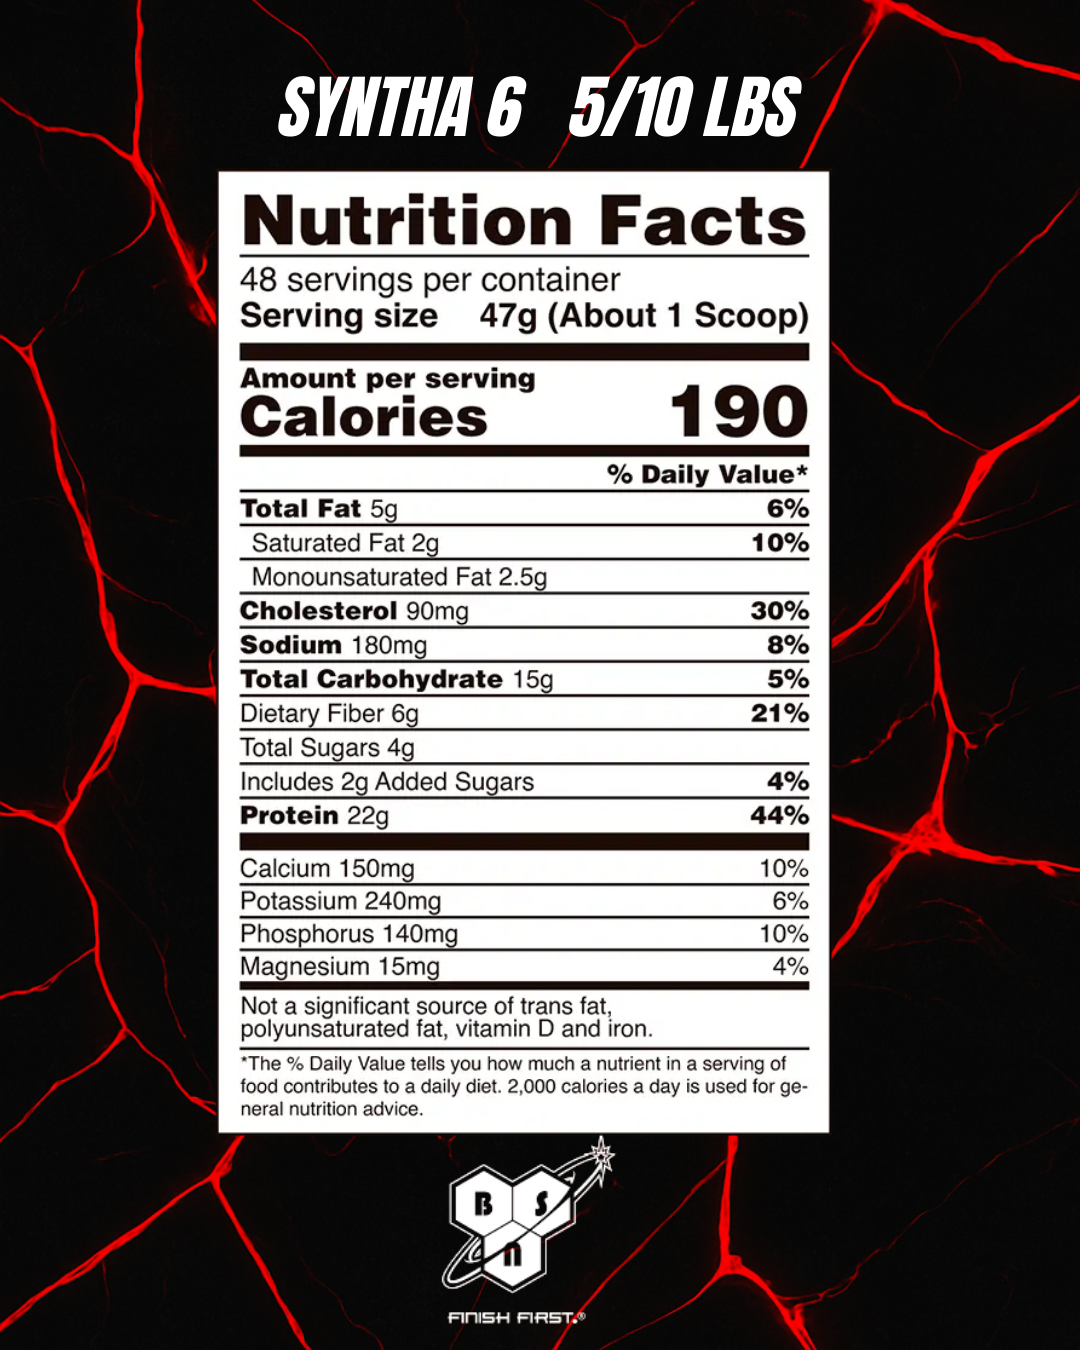 SYNTHA 6 5/10 LBS
Nutrition Facts
48 servings per container
Serving size 47g (About 1 Scoop)
Amount per serving
Calories 190
% Daily Value*
Total Fat 5g 6%
Saturated Fat 2g 10%
Monounsaturated Fat 2.5g
Cholesterol 90mg 30%
Sodium 180mg 8%
Total Carbohydrate 15g 5%
Dietary Fiber 6g 21%
Total Sugars 4g
Includes 2g Added Sugars 4%
Protein 22g 44%
Calcium 150mg 10%
Potassium 240mg 6%
Phosphorus 140mg 10%
Magnesium 15mg 4%
Not a significant source of trans fat,
polyunsaturated fat, vitamin D and iron.
*The % Daily Value tells you how much a nutrient in a serving of
food contributes to a daily diet. 2,000 calories a day is used for ge-
neral nutrition advice.
B S
n
FINISH FIRST.®